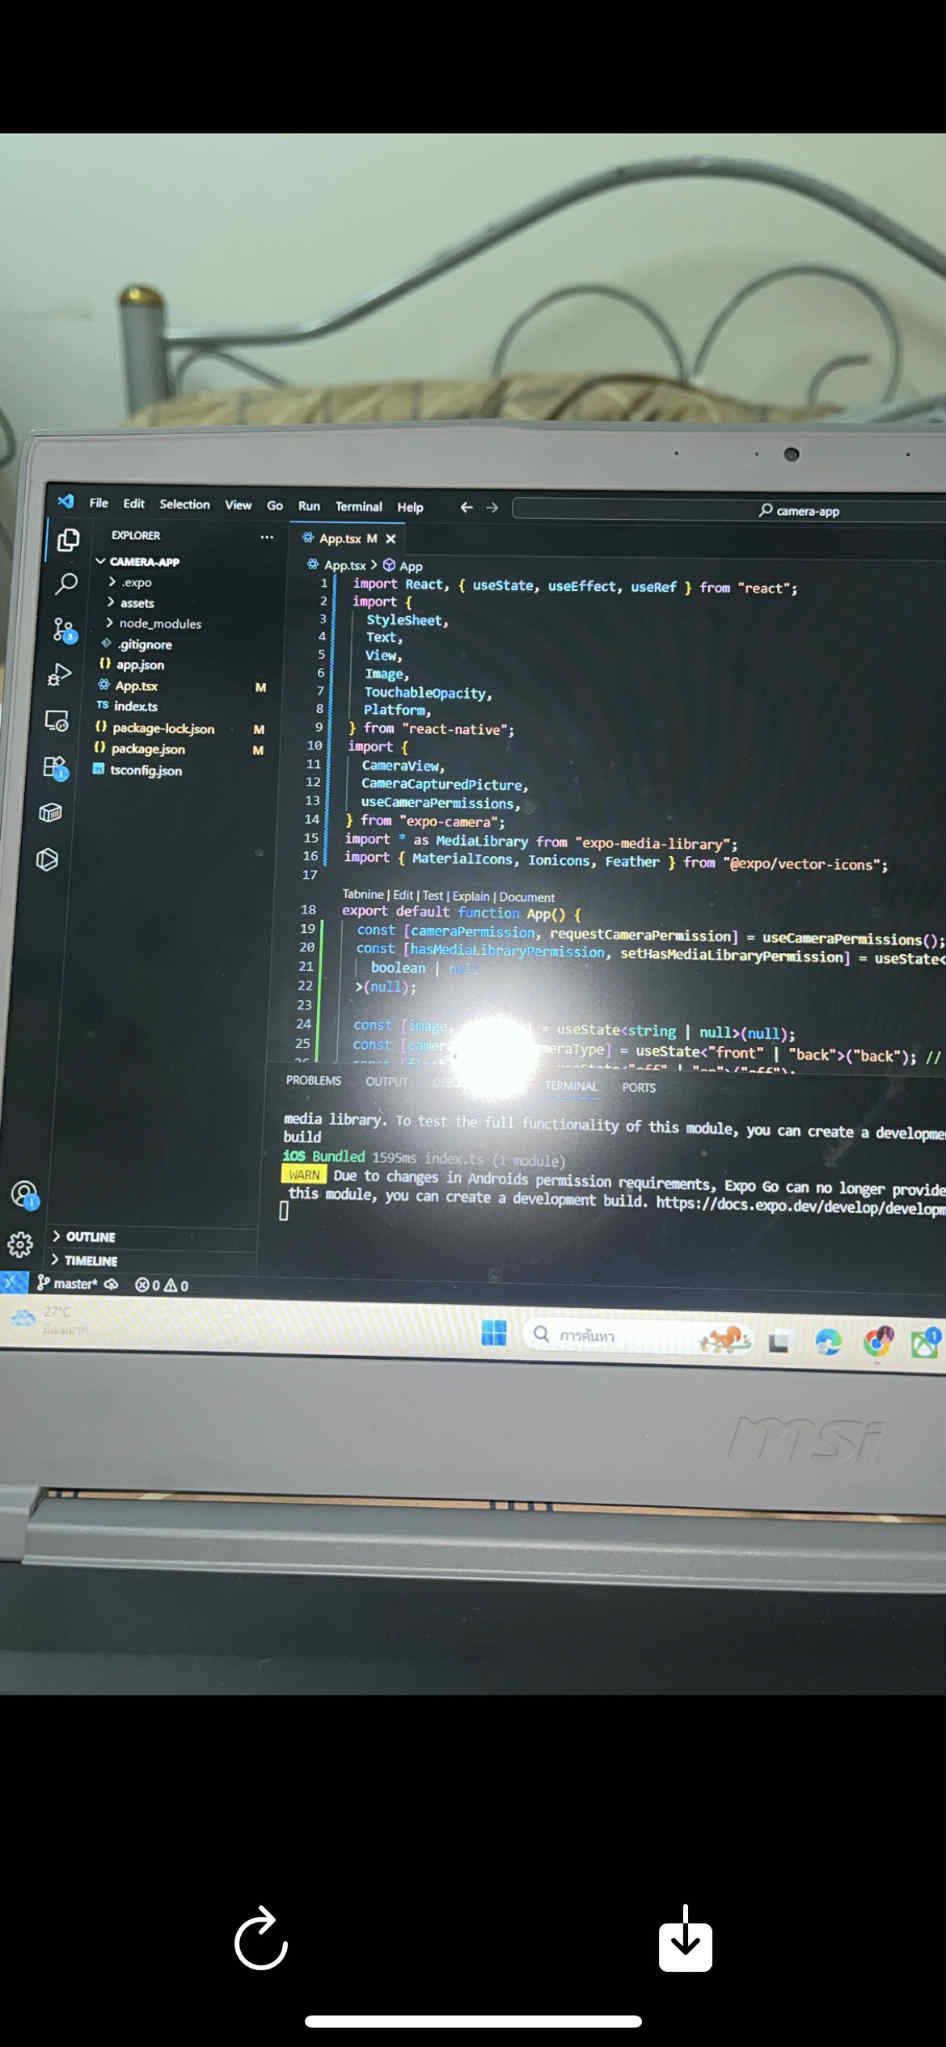 File Edit Selection View Go Run Terminal Help
camera-app
EXPLORER
CAMERA-APP
.expo
assets
node_modules
.gitignore
{} app.json
App.tsx M
TS index.ts
{} package-lock.json M
{} package.json M
tsconfig.json
OUTLINE
TIMELINE
App.tsx M
App.tsx > App
1 import React, { useState, useEffect, useRef } from "react";
2 import {
3 StyleSheet,
4 Text,
5 View,
6 Image,
7 TouchableOpacity,
8 Platform,
9 } from "react-native";
10 import {
11 CameraView,
12 CameraCapturedPicture,
13 useCameraPermissions,
14 } from "expo-camera";
15 import * as MediaLibrary from "expo-media-library";
16 import { MaterialIcons, Ionicons, Feather } from "@expo/vector-icons";
17
Tabnine | Edit | Test | Explain | Document
18 export default function App() {
19 const [cameraPermission, requestCameraPermission] = useCameraPermissions();
20 const [hasMediaLibraryPermission, setHasMediaLibraryPermission] = useState<
21 boolean | null
22 >(null);
23
24 const [image, = useState<string | null>(null);
25 const [camer meraType] = useState<"front" | "back">("back"); //
PROBLEMS OUTPUT TERMINAL PORTS
media library. To test the full functionality of this module, you can create a developme
build
iOS Bundled 1595ms index.ts (1 module)
WARN Due to changes in Androids permission requirements, Expo Go can no longer provide
this module, you can create a development build. https://docs.expo.dev/develop/developm
master* 0 0
27°C
การค้นหา
msi